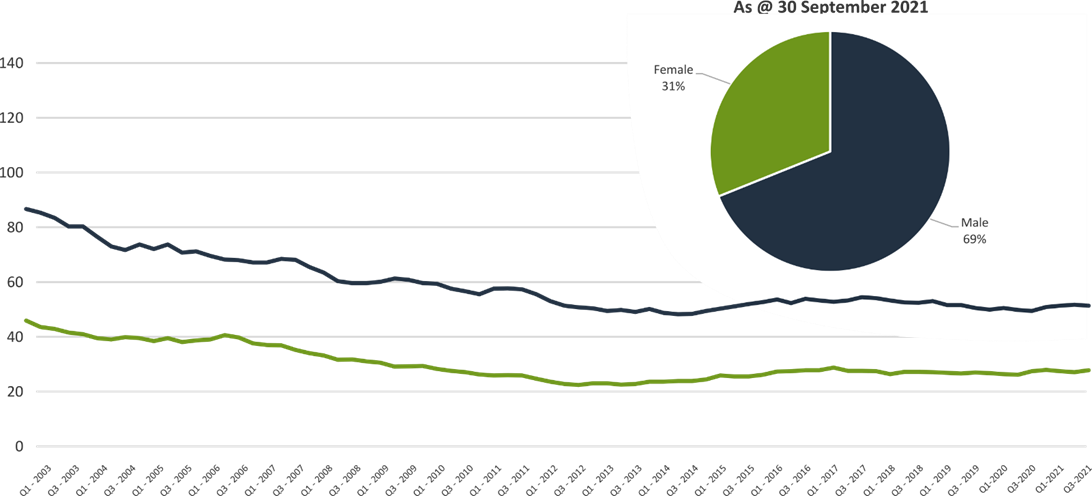 As @ 30 September 2021
140
120
100
80
60
40
20
0
Female
31%
Male
69%
Q1 - 2003
Q3 - 2003
Q1 - 2004
Q4 - 2004
Q1 - 2005
Q3 - 2005
Q1 - 2006
Q3 - 2006
Q1 - 2007
Q3 - 2007
Q1 - 2008
Q3 - 2008
Q1 - 2009
Q3 - 2009
Q1 - 2010
Q3 - 2010
Q1 - 2011
Q3 - 2011
Q1 - 2012
Q3 - 2012
Q1 - 2013
Q3 - 2013
Q1 - 2014
Q3 - 2014
Q1 - 2015
Q3 - 2015
Q1 - 2016
Q3 - 2016
Q1 - 2017
Q3 - 2017
Q1 - 2018
Q3 - 2018
Q1 - 2019
Q3 - 2019
Q1 - 2020
Q3 - 2020
Q1 - 2021
Q3-2021